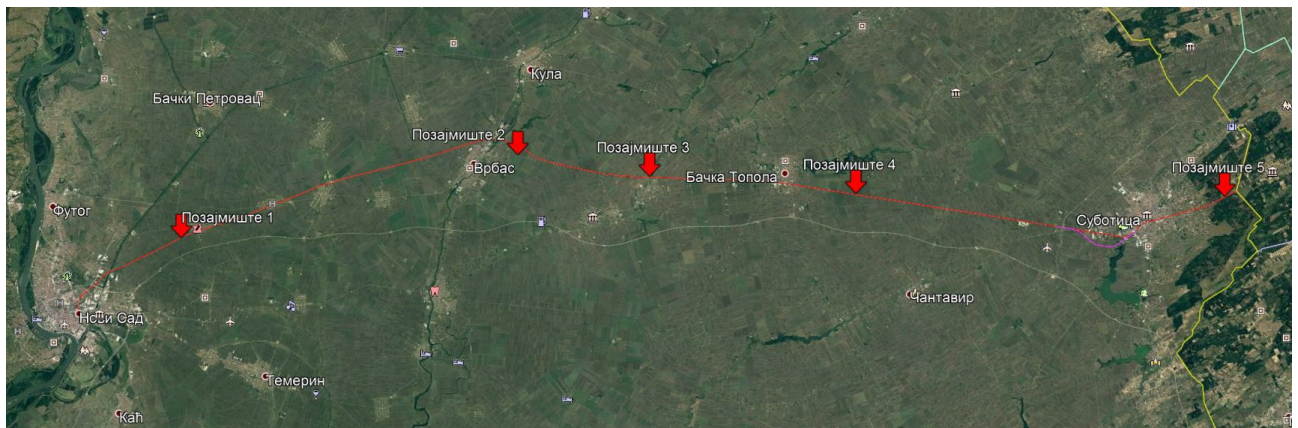 Кула
Бачки Петровац
Позајмиште 2
Позајмиште 3
Врбас
Бачка Топола
Позајмиште 4
Позајмиште 5
Футог
Позајмиште 1
Суботица
Чантавир
Нови Сад
Темерин
Каћ